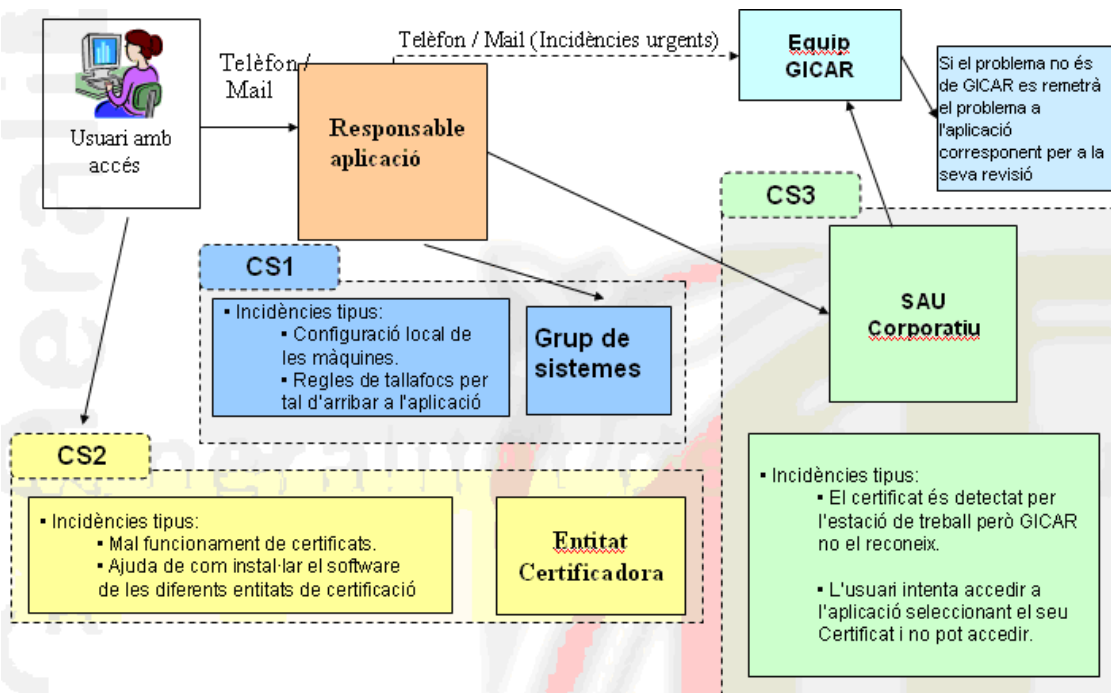 Usuari amb
accés
Telèfon /
Mail
Telèfon / Mail (Incidències urgents)
Responsable
aplicació
Equip
GICAR
Si el problema no és
de GICAR es remetrà
el problema a
l'aplicació
corresponent per a la
seva revisió
CS3
SAU
Corporatiu
▪ Incidències tipus:
▪ El certificat és detectat per
l'estació de treball però GICAR
no el reconeix.
▪ L'usuari intenta accedir a
l'aplicació seleccionant el seu
Certificat i no pot accedir.
CS1
▪ Incidències tipus:
▪ Configuració local de
les màquines.
▪ Regles de tallafocs per
tal d'arribar a l'aplicació
Grup de
sistemes
CS2
▪ Incidències tipus:
▪ Mal funcionament de certificats.
▪ Ajuda de com instal·lar el software
de les diferents entitats de certificació
Entitat
Certificadora